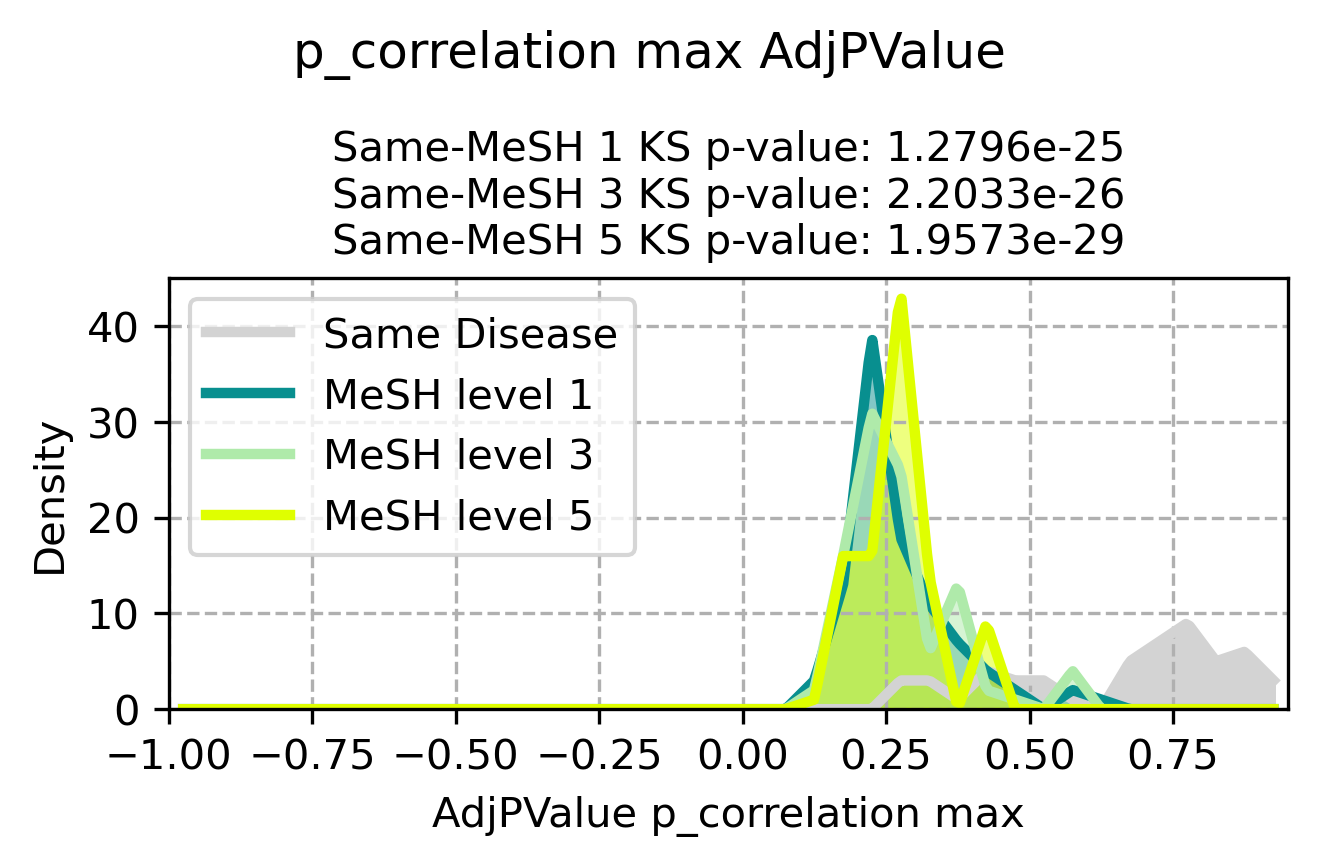 p_correlation max AdjPValue
Same-MeSH 1 KS p-value: 1.2796e-25
Same-MeSH 3 KS p-value: 2.2033e-26
Same-MeSH 5 KS p-value: 1.9573e-29
Same Disease
MeSH level 1
MeSH level 3
MeSH level 5
Density
40
30
20
10
0
−1.00 −0.75 −0.50 −0.25 0.00 0.25 0.50 0.75
AdjPValue p_correlation max